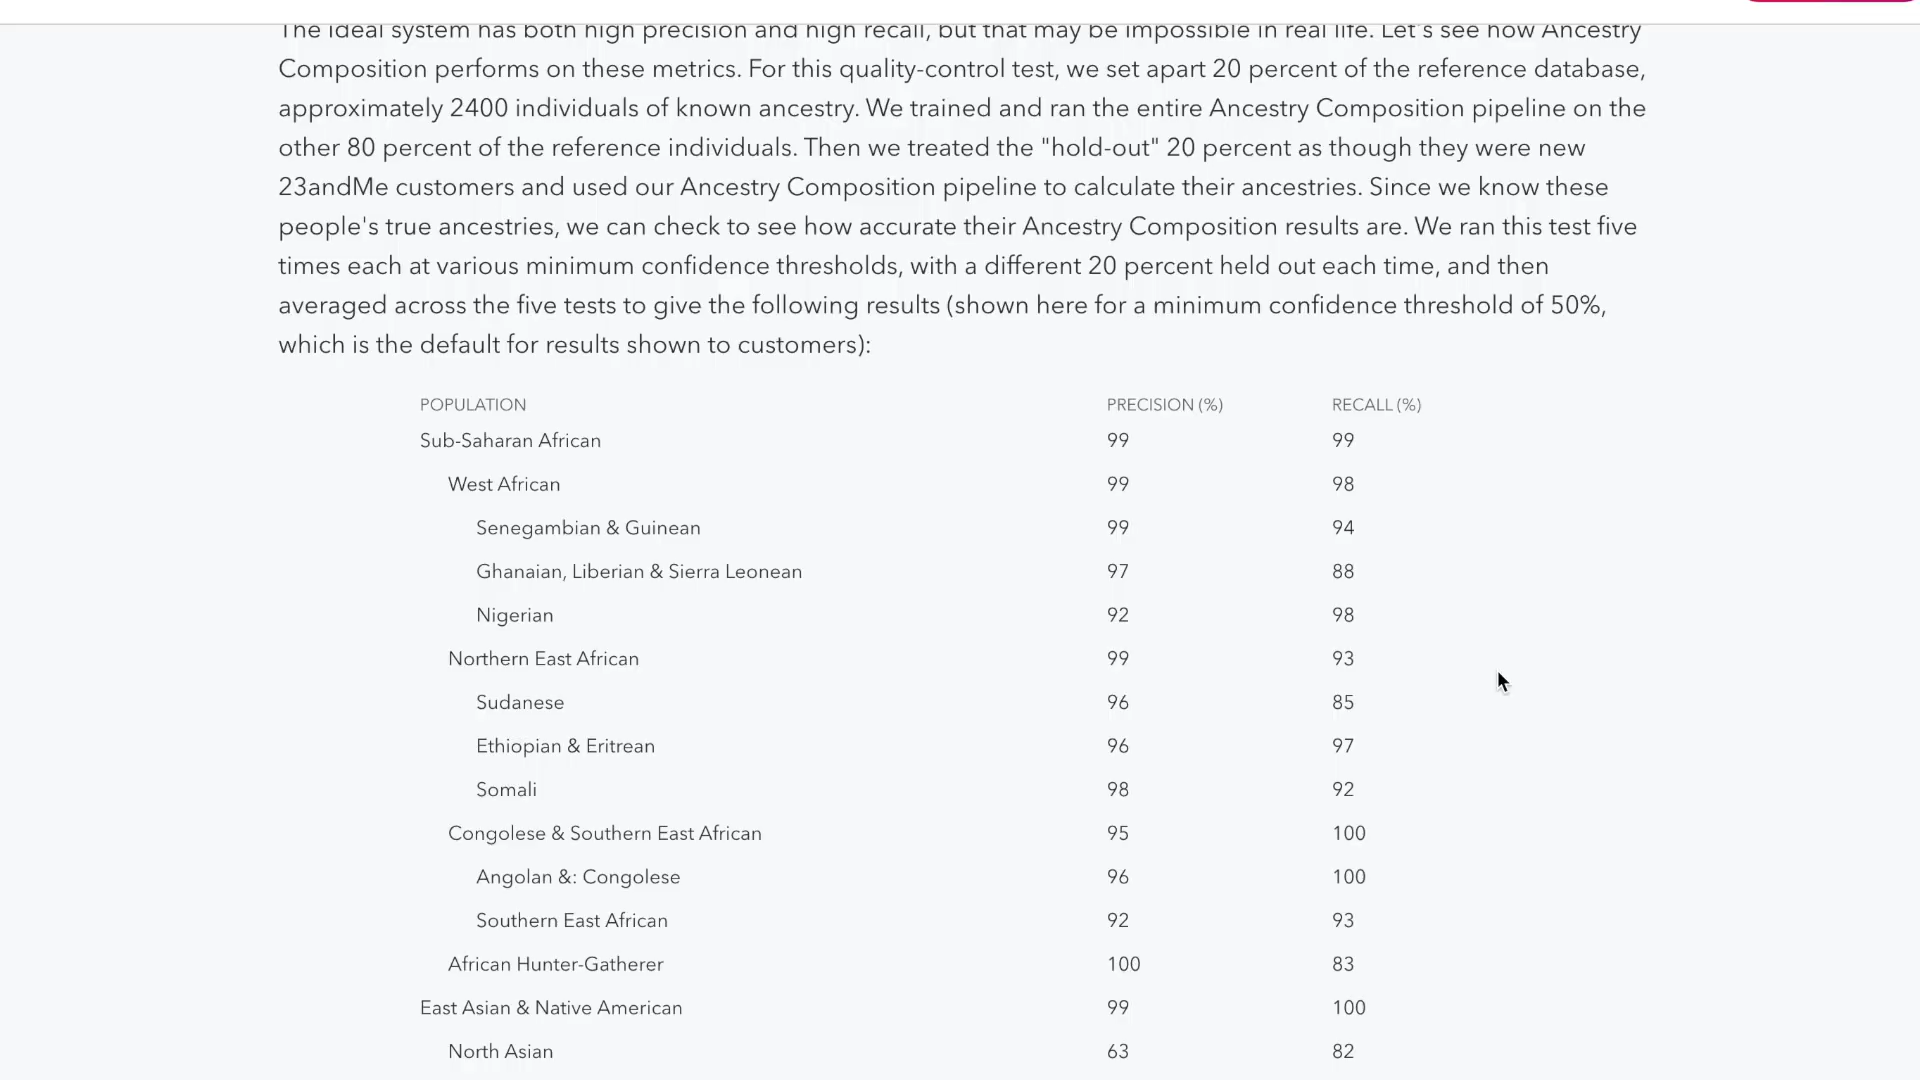 The ideal system has both high precision and high recall, but that may be impossible in real life. Let's see how Ancestry
Composition performs on these metrics. For this quality-control test, we set apart 20 percent of the reference database,
approximately 2400 individuals of known ancestry. We trained and ran the entire Ancestry Composition pipeline on the
other 80 percent of the reference individuals. Then we treated the "hold-out" 20 percent as though they were new
23andMe customers and used our Ancestry Composition pipeline to calculate their ancestries. Since we know these
people's true ancestries, we can check to see how accurate their Ancestry Composition results are. We ran this test five
times each at various minimum confidence thresholds, with a different 20 percent held out each time, and then
averaged across the five tests to give the following results (shown here for a minimum confidence threshold of 50%,
which is the default for results shown to customers):
POPULATION PRECISION (%) RECALL (%)
Sub-Saharan African 99 99
West African 99 98
Senegambian & Guinean 99 94
Ghanaian, Liberian & Sierra Leonean 97 88
Nigerian 92 98
Northern East African 99 93
Sudanese 96 85
Ethiopian & Eritrean 96 97
Somali 98 92
Congolese & Southern East African 95 100
Angolan &: Congolese 96 100
Southern East African 92 93
African Hunter-Gatherer 100 83
East Asian & Native American 99 100
North Asian 63 82